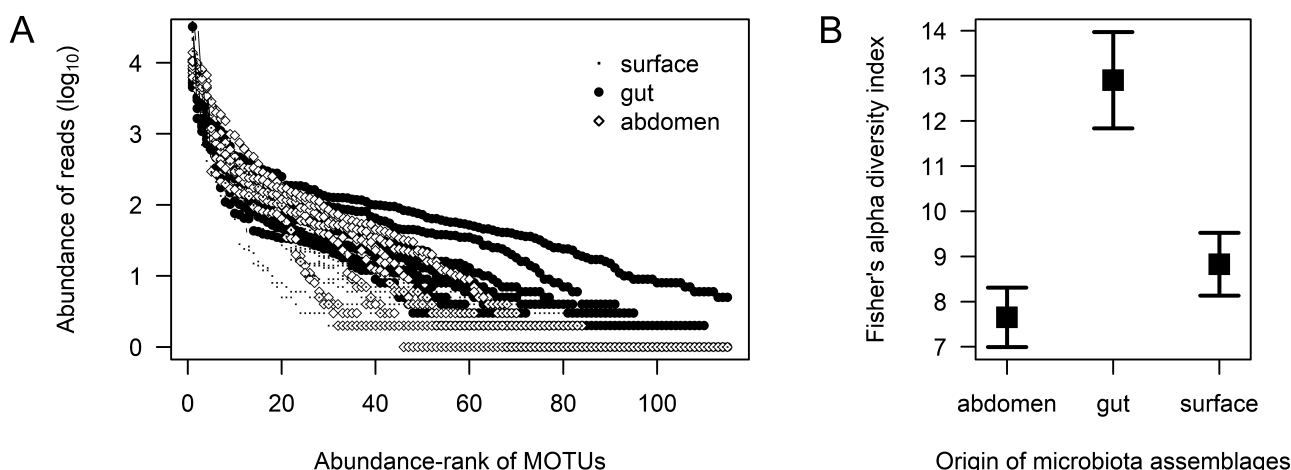 A
Abundance of reads (log₁₀)
4
3
2
1
0
surface
gut
abdomen
0 20 40 60 80 100
Abundance-rank of MOTUs
B
Fisher's alpha diversity index
14
13
12
11
10
9
8
7
abdomen gut surface
Origin of microbiota assemblages